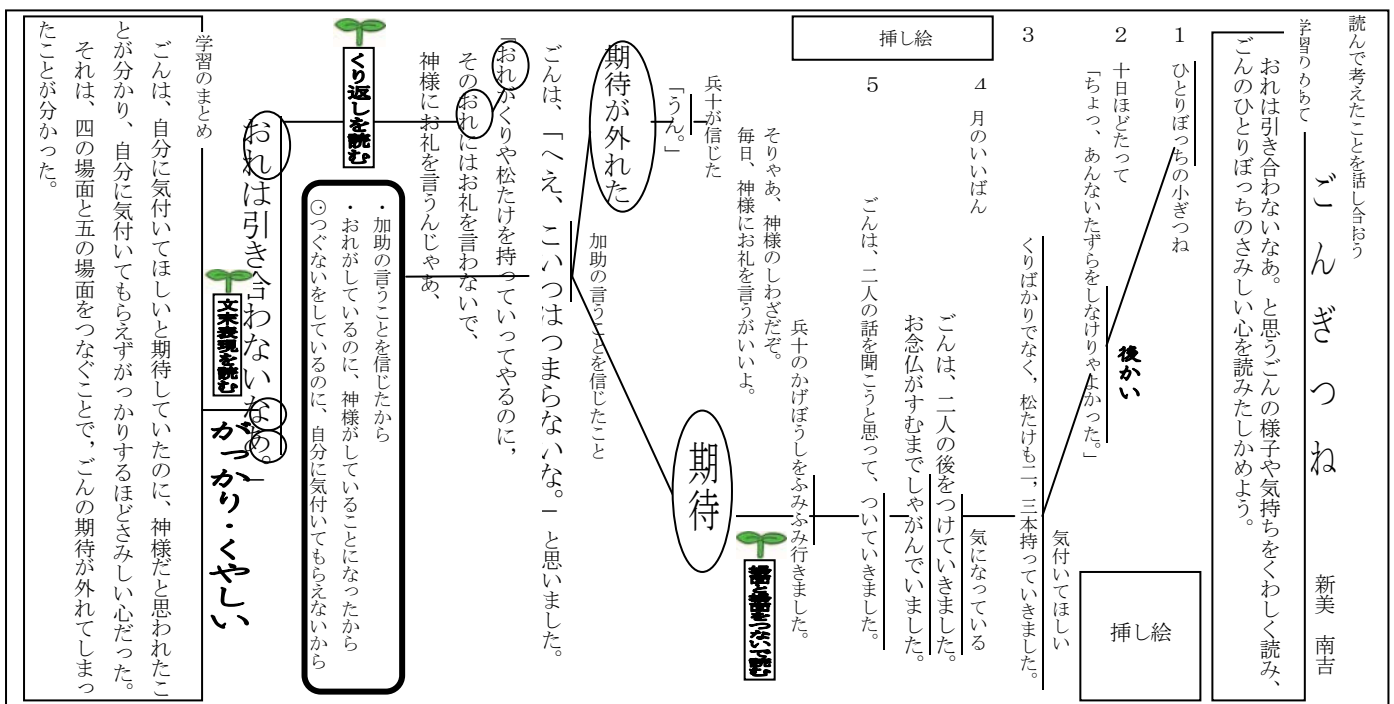 読んで考えたことを話し合おう
ごんぎつね　新美　南吉
学習のめあて
おれは引き合わないなあ。と思うごんの様子や気持ちをくわしく読み、
ごんのひとりぼっちのさみしい心を読みたしかめよう。
1　ひとりぼっちの小ぎつね
2　十日ほどたって
「ちょっ、あんないたずらをしなけりゃよかった。」
後かい
挿し絵
気付いてほしい
3　くりばかりでなく，松たけも二，三本持っていきました。
気になっている
4　月のいいばん
ごんは、二人の後をつけていきました。
お念仏がすむまでしゃがんでいました。
5　ごんは、二人の話を聞こうと思って、ついていきました。
挿し絵
兵十のかげぼうしをふみふみ行きました。
場面と場面をつないで読む
そりゃあ、神様のしわざだぞ。
毎日、神様にお礼を言うがいいよ。
期待
兵十が信じた
「うん。」
期待が外れた
加助の言うことを信じたこと
ごんは、「へえ、こいつはつまらないな。」と思いました。
「おれがくりや松たけを持っていってやるのに，
そのおれにはお礼を言わないで、
神様にお礼を言うんじゃあ、
くり返しを読む
・加助の言うことを信じたから
・おれがしているのに、神様がしていることになったから
⊙つぐないをしているのに、自分に気付いてもらえないから
おれは引き合わないなあ。」
文末表現を読む
がっかり・くやしい
学習のまとめ
ごんは、自分に気付いてほしいと期待していたのに、神様だと思われたこ
とが分かり、自分に気付いてもらえずがっかりするほどさみしい心だった。
それは、四の場面と五の場面をつなぐことで，ごんの期待が外れてしまっ
たことが分かった。